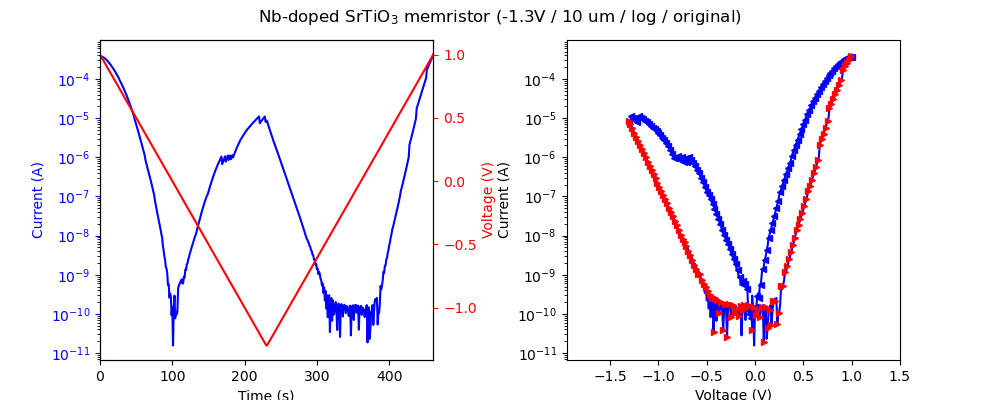 Nb-doped SrTiO₃ memristor (-1.3V / 10 um / log / original)
Current (A)
10⁻⁴
10⁻⁵
10⁻⁶
10⁻⁷
10⁻⁸
10⁻⁹
10⁻¹⁰
10⁻¹¹
0 100 200 300 400
Time (s)
1.0
0.5
0.0
−0.5
−1.0
Voltage (V)
Current (A)
10⁻⁴
10⁻⁵
10⁻⁶
10⁻⁷
10⁻⁸
10⁻⁹
10⁻¹⁰
10⁻¹¹
−1.5 −1.0 −0.5 0.0 0.5 1.0 1.5
Voltage (V)